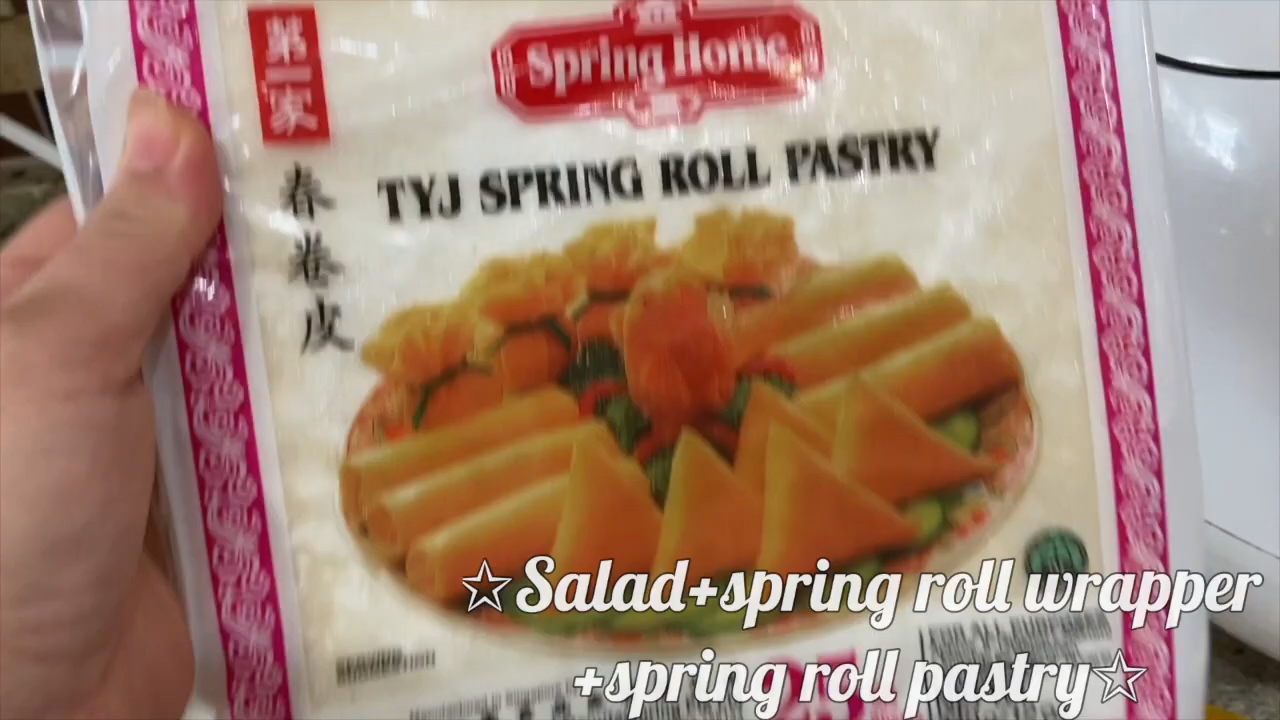 第一家
Spring Home
春卷皮
TYJ SPRING ROLL PASTRY
☆Salad+spring roll wrapper
+spring roll pastry☆
25